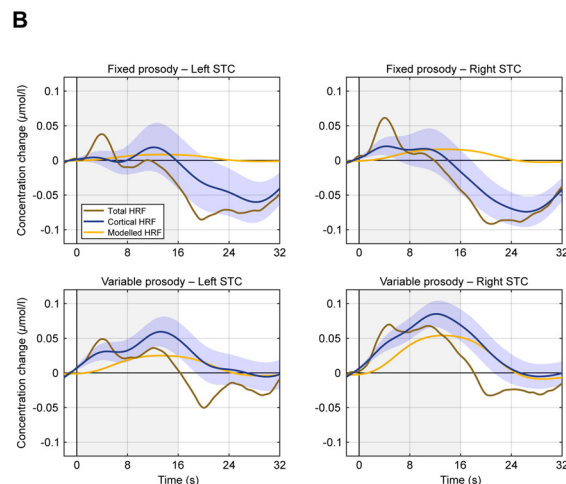 B
Fixed prosody – Left STC
Fixed prosody – Right STC
Concentration change (μmol/l)
0.1
0.05
0
-0.05
-0.1
Total HRF
Cortical HRF
Modelled HRF
0 8 16 24 32
0.1
0.05
0
-0.05
-0.1
0 8 16 24 32
Variable prosody – Left STC
Variable prosody – Right STC
Concentration change (μmol/l)
0.1
0.05
0
-0.05
-0.1
0 8 16 24 32
Time (s)
0.1
0.05
0
-0.05
-0.1
0 8 16 24 32
Time (s)